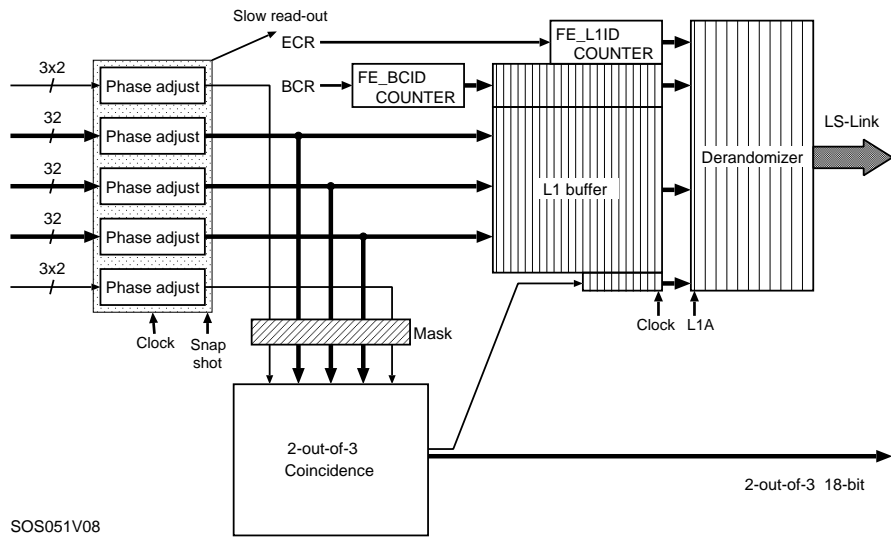 Slow read-out
ECR
FE_L1ID
COUNTER
3x2
Phase adjust
BCR
FE_BCID
COUNTER
32
Phase adjust
LS-Link
Derandomizer
32
Phase adjust
L1 buffer
32
Phase adjust
3x2
Phase adjust
Clock
Snap
shot
Mask
Clock
L1A
2-out-of-3
Coincidence
2-out-of-3 18-bit
SOS051V08